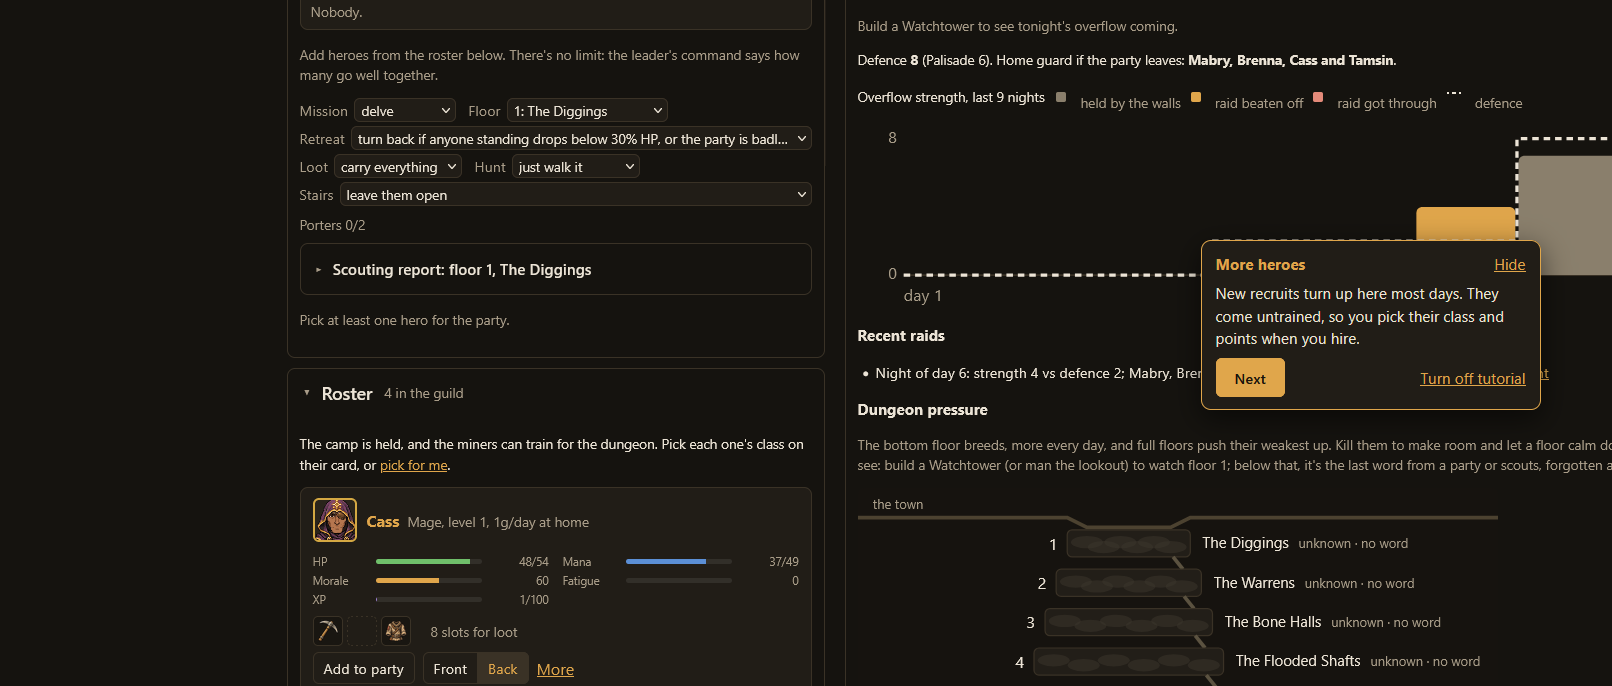 Nobody.
Add heroes from the roster below. There's no limit: the leader's command says how
many go well together.
Mission delve Floor 1: The Diggings
Retreat turn back if anyone standing drops below 30% HP, or the party is badl...
Loot carry everything Hunt just walk it
Stairs leave them open
Porters 0/2
Scouting report: floor 1, The Diggings
Pick at least one hero for the party.
Roster 4 in the guild
The camp is held, and the miners can train for the dungeon. Pick each one's class on
their card, or pick for me.
Cass Mage, level 1, 1g/day at home
HP 48/54 Mana 37/49
Morale 60 Fatigue 0
XP 1/100
8 slots for loot
Add to party Front Back More
Build a Watchtower to see tonight's overflow coming.
Defence 8 (Palisade 6). Home guard if the party leaves: Mabry, Brenna, Cass and Tamsin.
Overflow strength, last 9 nights held by the walls raid beaten off raid got through defence
8
0
day 1
More heroes Hide
New recruits turn up here most days. They
come untrained, so you pick their class and
points when you hire.
Next Turn off tutorial
Recent raids
• Night of day 6: strength 4 vs defence 2; Mabry,
Dungeon pressure
The bottom floor breeds, more every day, and full floors push their weakest up. Kill them to make room and let a floor calm
see: build a Watchtower (or man the lookout) to watch floor 1; below that, it's the last word from a party or scouts, forgotten
the town
1 The Diggings unknown · no word
2 The Warrens unknown · no word
3 The Bone Halls unknown · no word
4 The Flooded Shafts unknown · no word